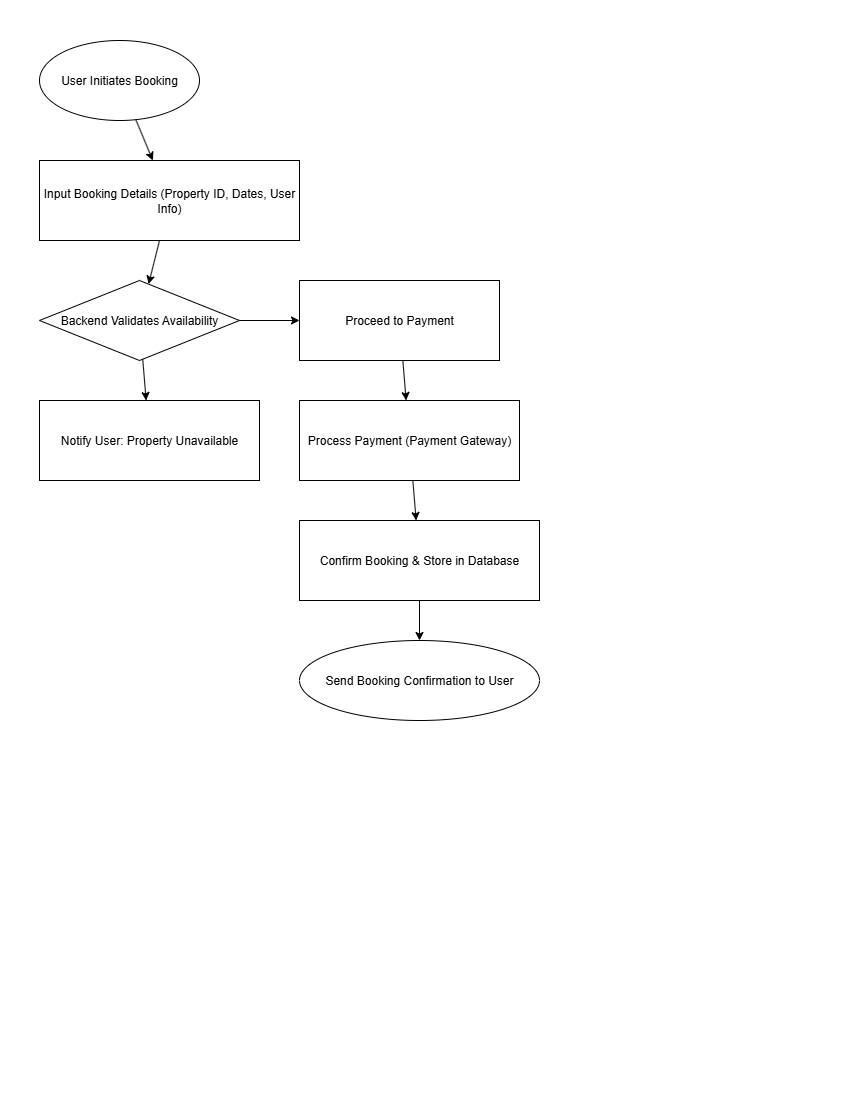 User Initiates Booking
Input Booking Details (Property ID, Dates, User
Info)
Backend Validates Availability
Proceed to Payment
Notify User: Property Unavailable
Process Payment (Payment Gateway)
Confirm Booking & Store in Database
Send Booking Confirmation to User